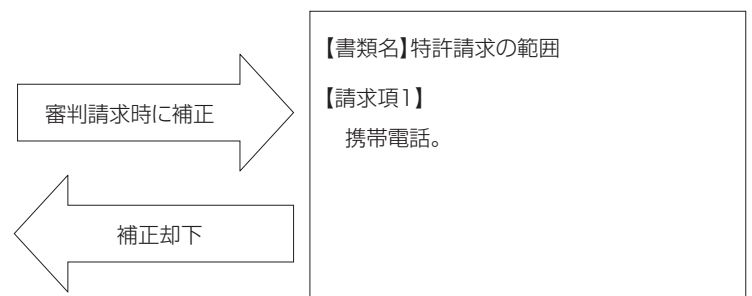 審判請求時に補正
補正却下
【書類名】特許請求の範囲
【請求項1】
携帯電話。